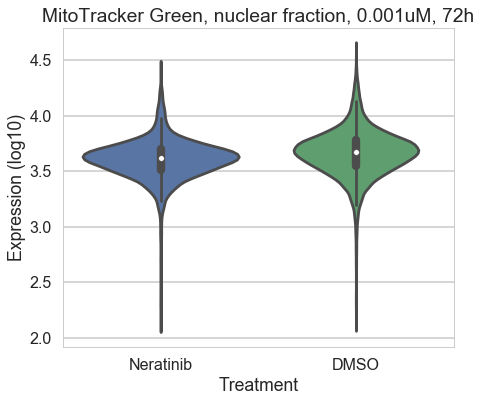 MitoTracker Green, nuclear fraction, 0.001uM, 72h
4.5
4.0
3.5
3.0
2.5
2.0
Expression (log10)
Neratinib
DMSO
Treatment